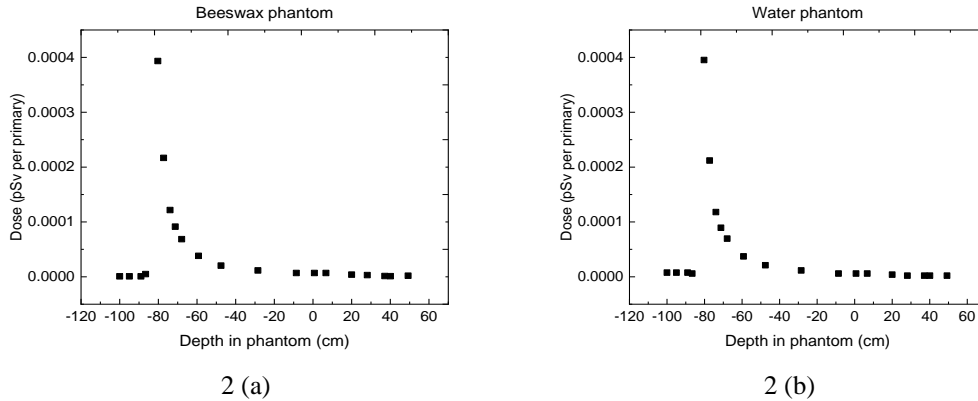 Beeswax phantom
0.0004
0.0003
0.0002
0.0001
0.0000
Dose (pSv per primary)
-120 -100 -80 -60 -40 -20 0 20 40 60
Depth in phantom (cm)
2 (a)
Water phantom
0.0004
0.0003
0.0002
0.0001
0.0000
Dose (pSv per primary)
-120 -100 -80 -60 -40 -20 0 20 40 60
Depth in phantom (cm)
2 (b)